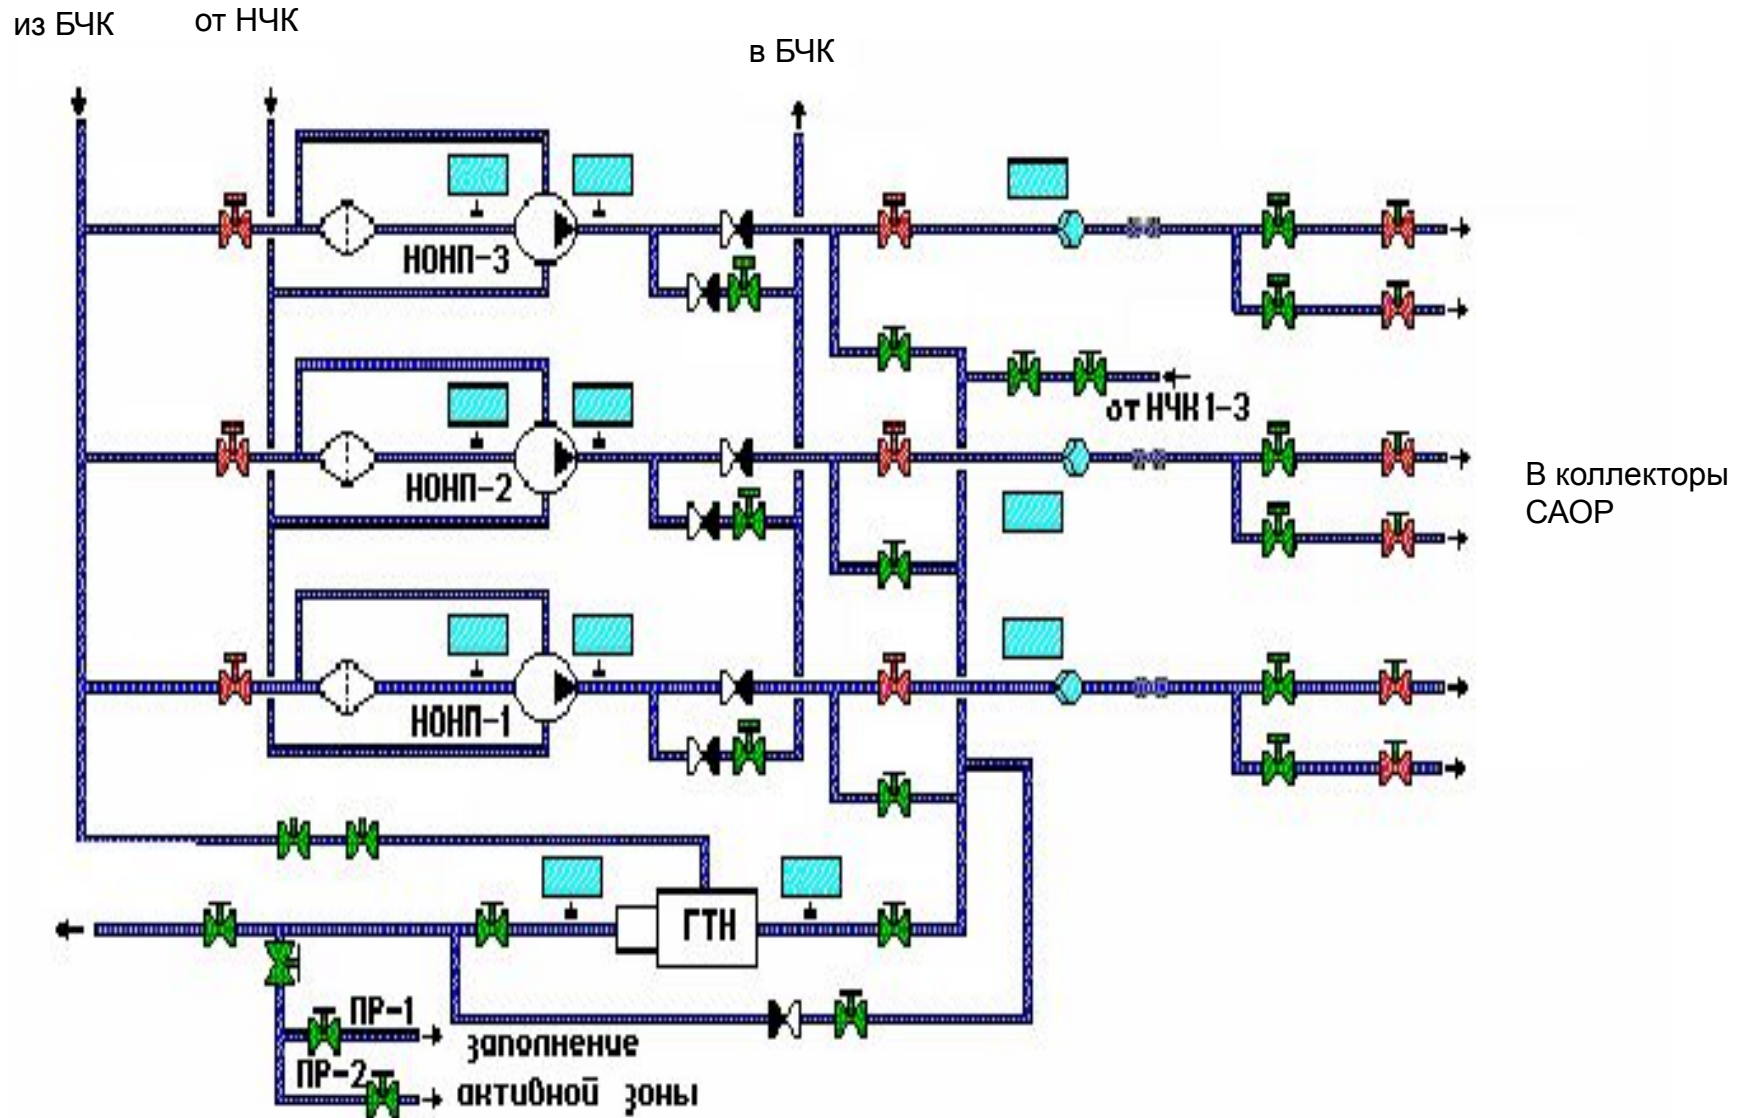 из БЧК
от НЧК
в БЧК
НОНП-3
от НЧК 1-3
НОНП-2
В коллекторы
САОР
НОНП-1
ГТН
ПР-1
заполнение
ПР-2
активной зоны